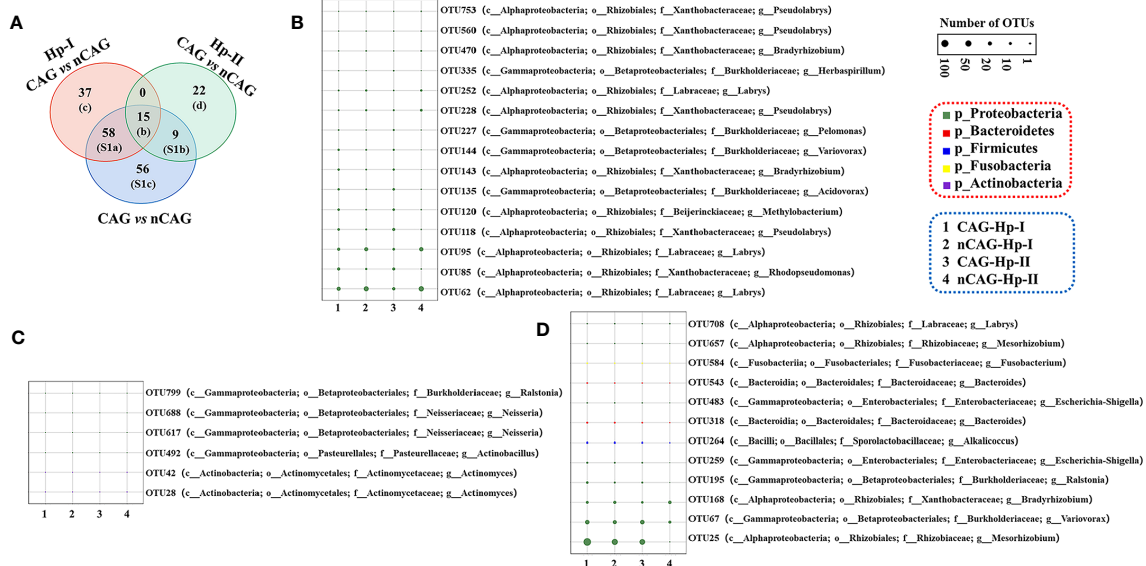 A
Hp-I
CAG vs nCAG
Hp-II
CAG vs nCAG
37
(c)
0
22
(d)
15
(b)
58
(S1a)
9
(S1b)
56
(S1c)
CAG vs nCAG
B
OTU753 (c__Alphaproteobacteria; o__Rhizobiales; f__Xanthobacteraceae; g__Pseudolabrys)
OTU560 (c__Alphaproteobacteria; o__Rhizobiales; f__Xanthobacteraceae; g__Pseudolabrys)
OTU470 (c__Alphaproteobacteria; o__Rhizobiales; f__Xanthobacteraceae; g__Bradyrhizobium)
OTU335 (c__Gammaproteobacteria; o__Betaproteobacteriales; f__Burkholderiaceae; g__Herbaspirillum)
OTU252 (c__Alphaproteobacteria; o__Rhizobiales; f__Labraceae; g__Labrys)
OTU228 (c__Alphaproteobacteria; o__Rhizobiales; f__Xanthobacteraceae; g__Pseudolabrys)
OTU227 (c__Gammaproteobacteria; o__Betaproteobacteriales; f__Burkholderiaceae; g__Pelomonas)
OTU144 (c__Gammaproteobacteria; o__Betaproteobacteriales; f__Burkholderiaceae; g__Variovorax)
OTU143 (c__Alphaproteobacteria; o__Rhizobiales; f__Xanthobacteraceae; g__Bradyrhizobium)
OTU135 (c__Gammaproteobacteria; o__Betaproteobacteriales; f__Burkholderiaceae; g__Acidovorax)
OTU120 (c__Alphaproteobacteria; o__Rhizobiales; f__Beijerinckiaceae; g__Methylobacterium)
OTU118 (c__Alphaproteobacteria; o__Rhizobiales; f__Xanthobacteraceae; g__Pseudolabrys)
OTU95 (c__Alphaproteobacteria; o__Rhizobiales; f__Labraceae; g__Labrys)
OTU85 (c__Alphaproteobacteria; o__Rhizobiales; f__Xanthobacteraceae; g__Rhodopseudomonas)
OTU62 (c__Alphaproteobacteria; o__Rhizobiales; f__Labraceae; g__Labrys)
1 2 3 4
Number of OTUs
100 50 20 10 1
p_Proteobacteria
p_Bacteroidetes
p_Firmicutes
p_Fusobacteria
p_Actinobacteria
1 CAG-Hp-I
2 nCAG-Hp-I
3 CAG-Hp-II
4 nCAG-Hp-II
C
OTU799 (c__Gammaproteobacteria; o__Betaproteobacteriales; f__Burkholderiaceae; g__Ralstonia)
OTU688 (c__Gammaproteobacteria; o__Betaproteobacteriales; f__Neisseriaceae; g__Neisseria)
OTU617 (c__Gammaproteobacteria; o__Betaproteobacteriales; f__Neisseriaceae; g__Neisseria)
OTU492 (c__Gammaproteobacteria; o__Pasteurellales; f__Pasteurellaceae; g__Actinobacillus)
OTU42 (c__Actinobacteria; o__Actinomycetales; f__Actinomycetaceae; g__Actinomyces)
OTU28 (c__Actinobacteria; o__Actinomycetales; f__Actinomycetaceae; g__Actinomyces)
1 2 3 4
D
OTU708 (c__Alphaproteobacteria; o__Rhizobiales; f__Labraceae; g__Labrys)
OTU657 (c__Alphaproteobacteria; o__Rhizobiales; f__Rhizobiaceae; g__Mesorhizobium)
OTU584 (c__Fusobacteriia; o__Fusobacteriales; f__Fusobacteriaceae; g__Fusobacterium)
OTU543 (c__Bacteroidia; o__Bacteroidales; f__Bacteroidaceae; g__Bacteroides)
OTU483 (c__Gammaproteobacteria; o__Enterobacteriales; f__Enterobacteriaceae; g__Escherichia-Shigella)
OTU318 (c__Bacteroidia; o__Bacteroidales; f__Bacteroidaceae; g__Bacteroides)
OTU264 (c__Bacilli; o__Bacillales; f__Sporolactobacillaceae; g__Alkalicoccus)
OTU259 (c__Gammaproteobacteria; o__Enterobacteriales; f__Enterobacteriaceae; g__Escherichia-Shigella)
OTU195 (c__Gammaproteobacteria; o__Betaproteobacteriales; f__Burkholderiaceae; g__Ralstonia)
OTU168 (c__Alphaproteobacteria; o__Rhizobiales; f__Xanthobacteraceae; g__Bradyrhizobium)
OTU67 (c__Gammaproteobacteria; o__Betaproteobacteriales; f__Burkholderiaceae; g__Variovorax)
OTU25 (c__Alphaproteobacteria; o__Rhizobiales; f__Rhizobiaceae; g__Mesorhizobium)
1 2 3 4